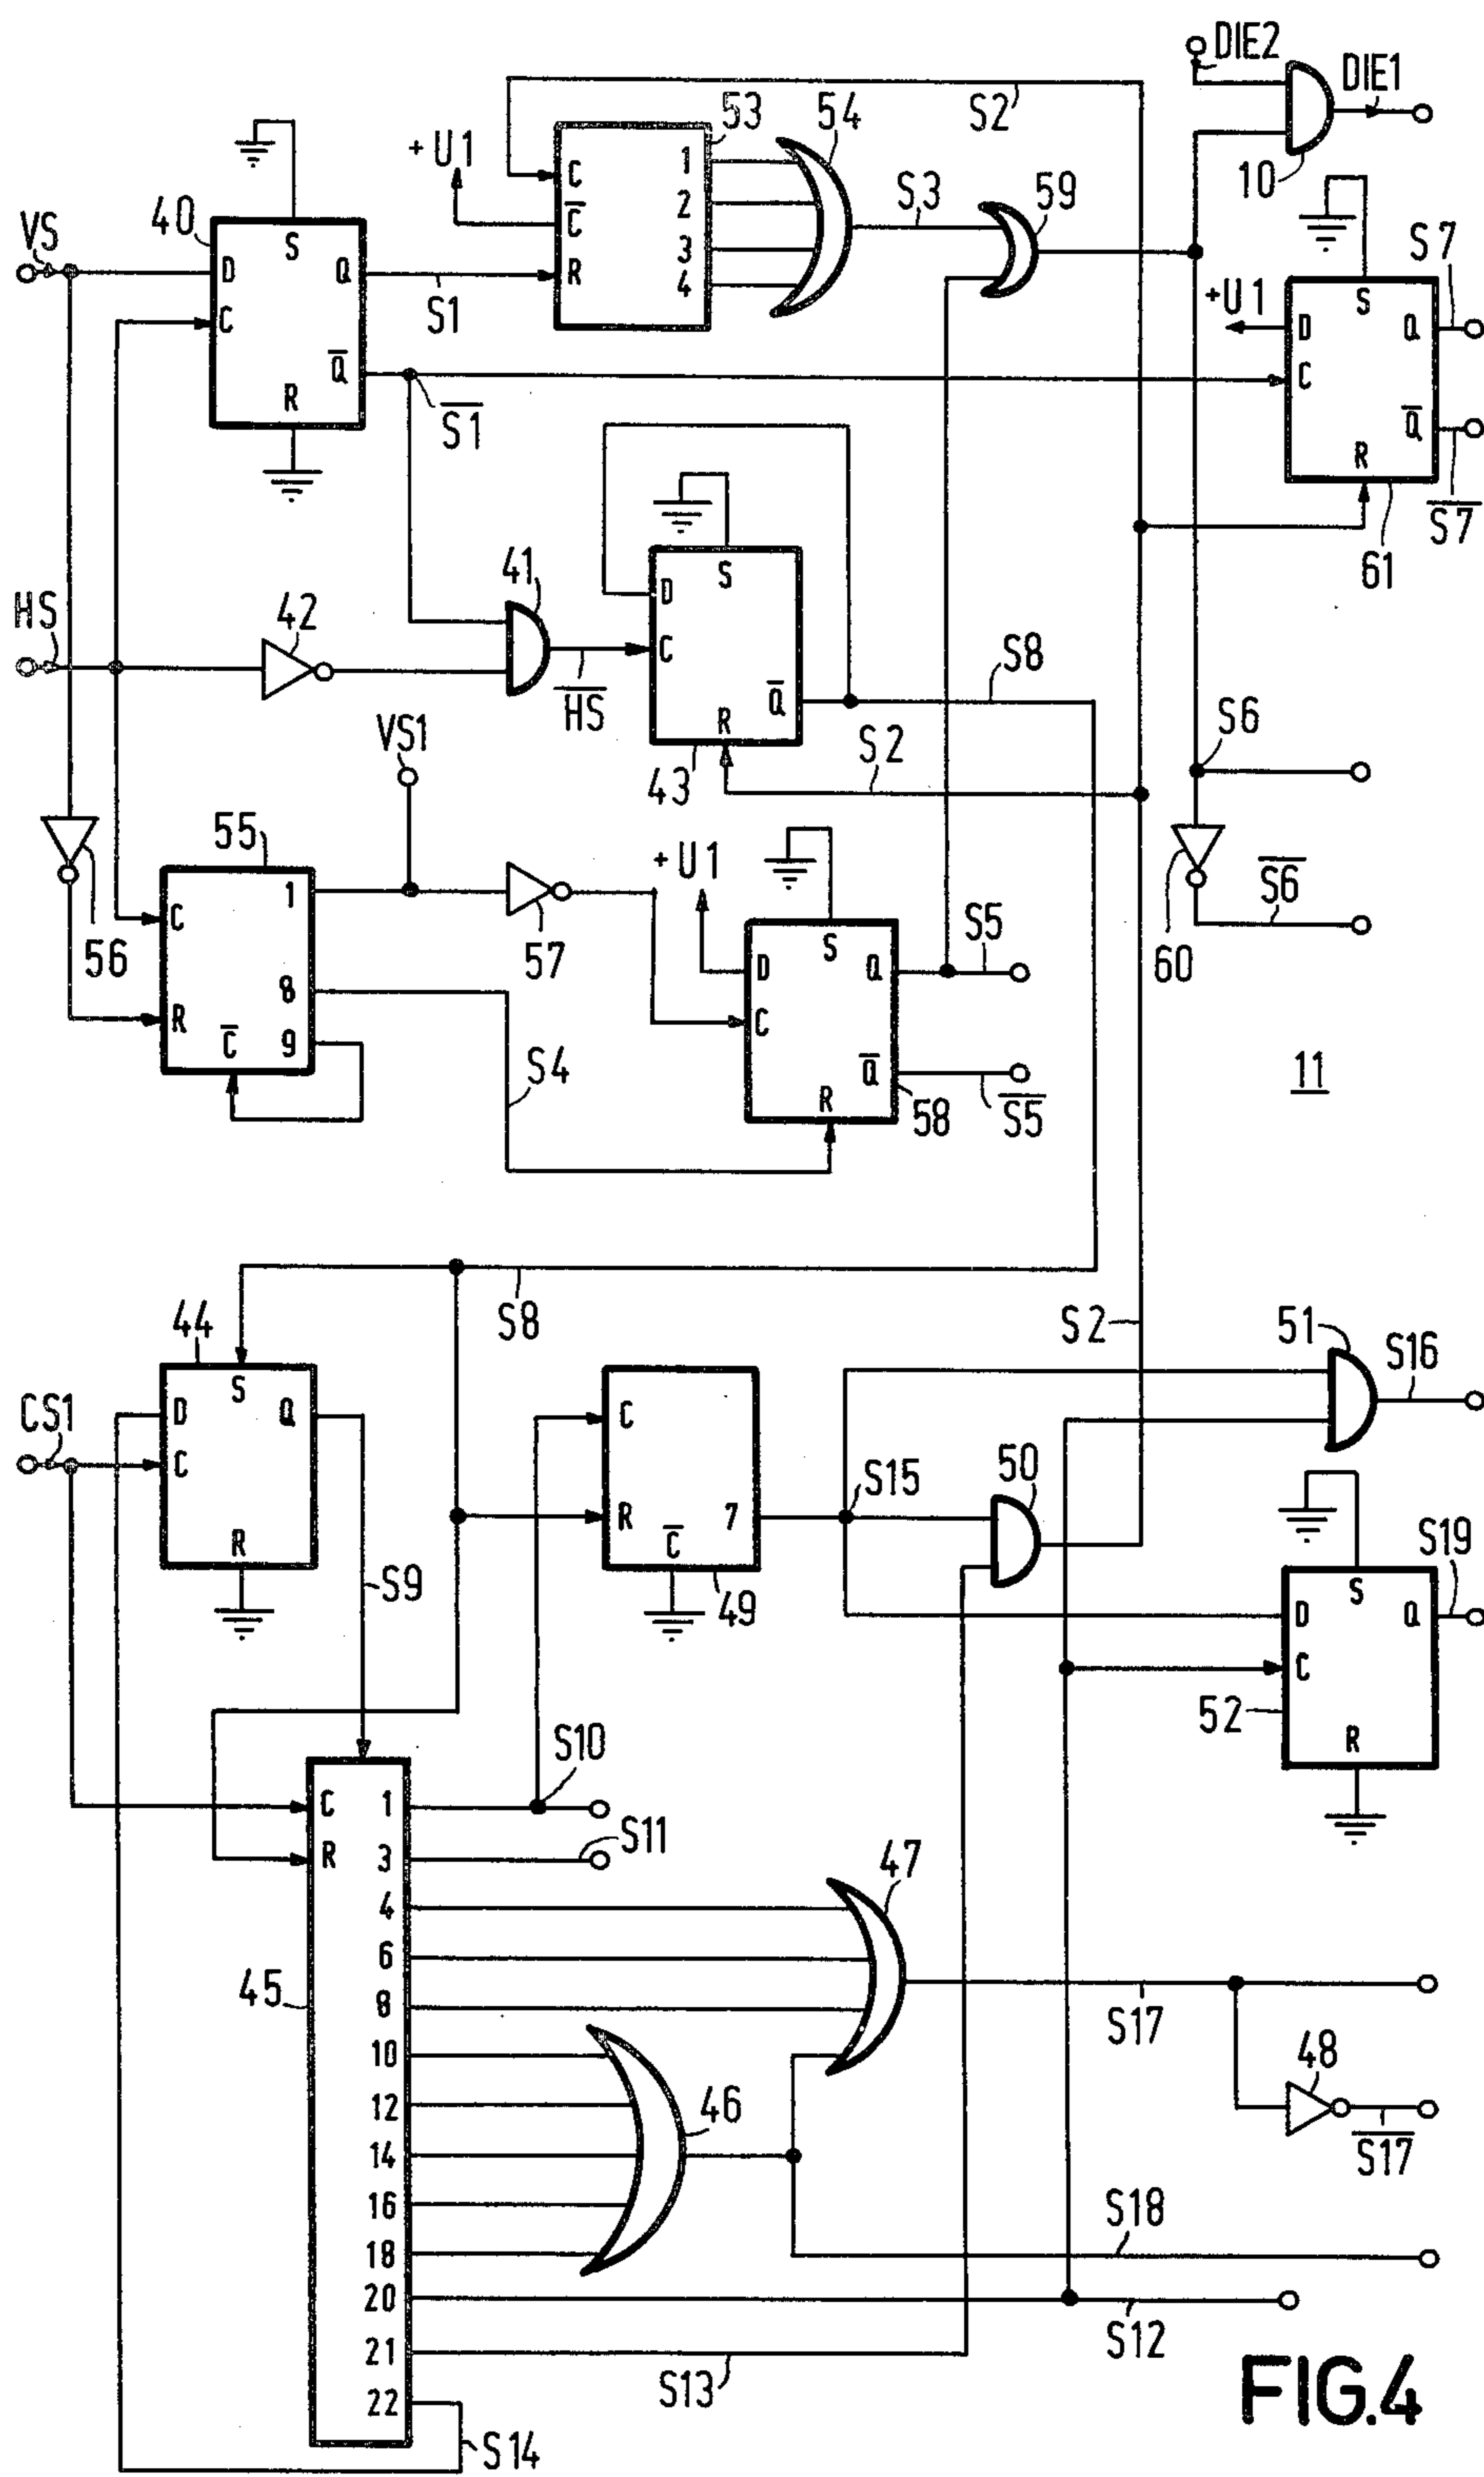 DIE2
DIE1
10
S2
53
54
+U1
C
C̅
R
1
2
3
4
S3
59
40
VS
S
D
Q
C
Q̅
R
S1
S̅1̅
S7
+U1
S
D
Q
C
Q̅
R
61
S̅7̅
HS
42
41
H̅S̅
S
D
C
Q̅
R
43
S8
S2
S6
VS1
55
56
1
C
8
R
C̅
9
57
+U1
S
D
Q
C
Q̅
R
58
S5
S̅5̅
S4
60
S̅6̅
11
S8
S2
44
CS1
S
D
Q
C
R
S9
C
R
7
C̅
49
S15
50
51
S16
S19
S
D
Q
C
R
52
S10
S11
45
C
R
1
3
4
6
8
10
12
14
16
18
20
21
22
47
46
S17
48
S̅1̅7̅
S18
S12
S13
S14
FIG.4